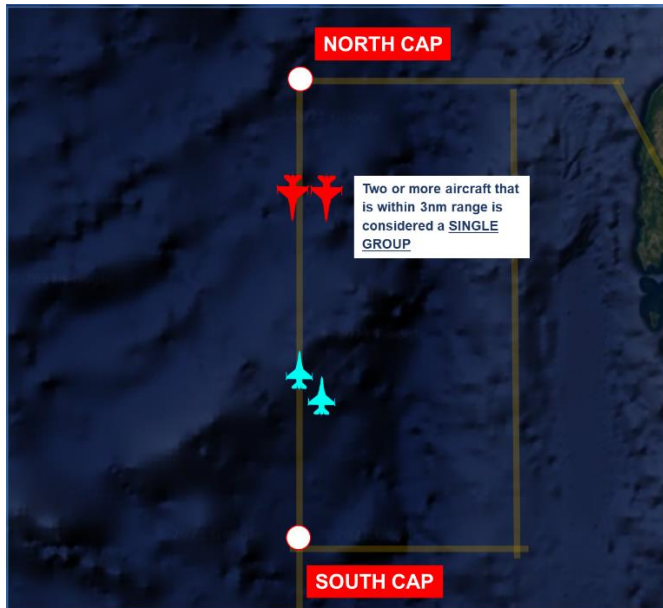 NORTH CAP
Two or more aircraft that
is within 3nm range is
considered a SINGLE
GROUP
SOUTH CAP